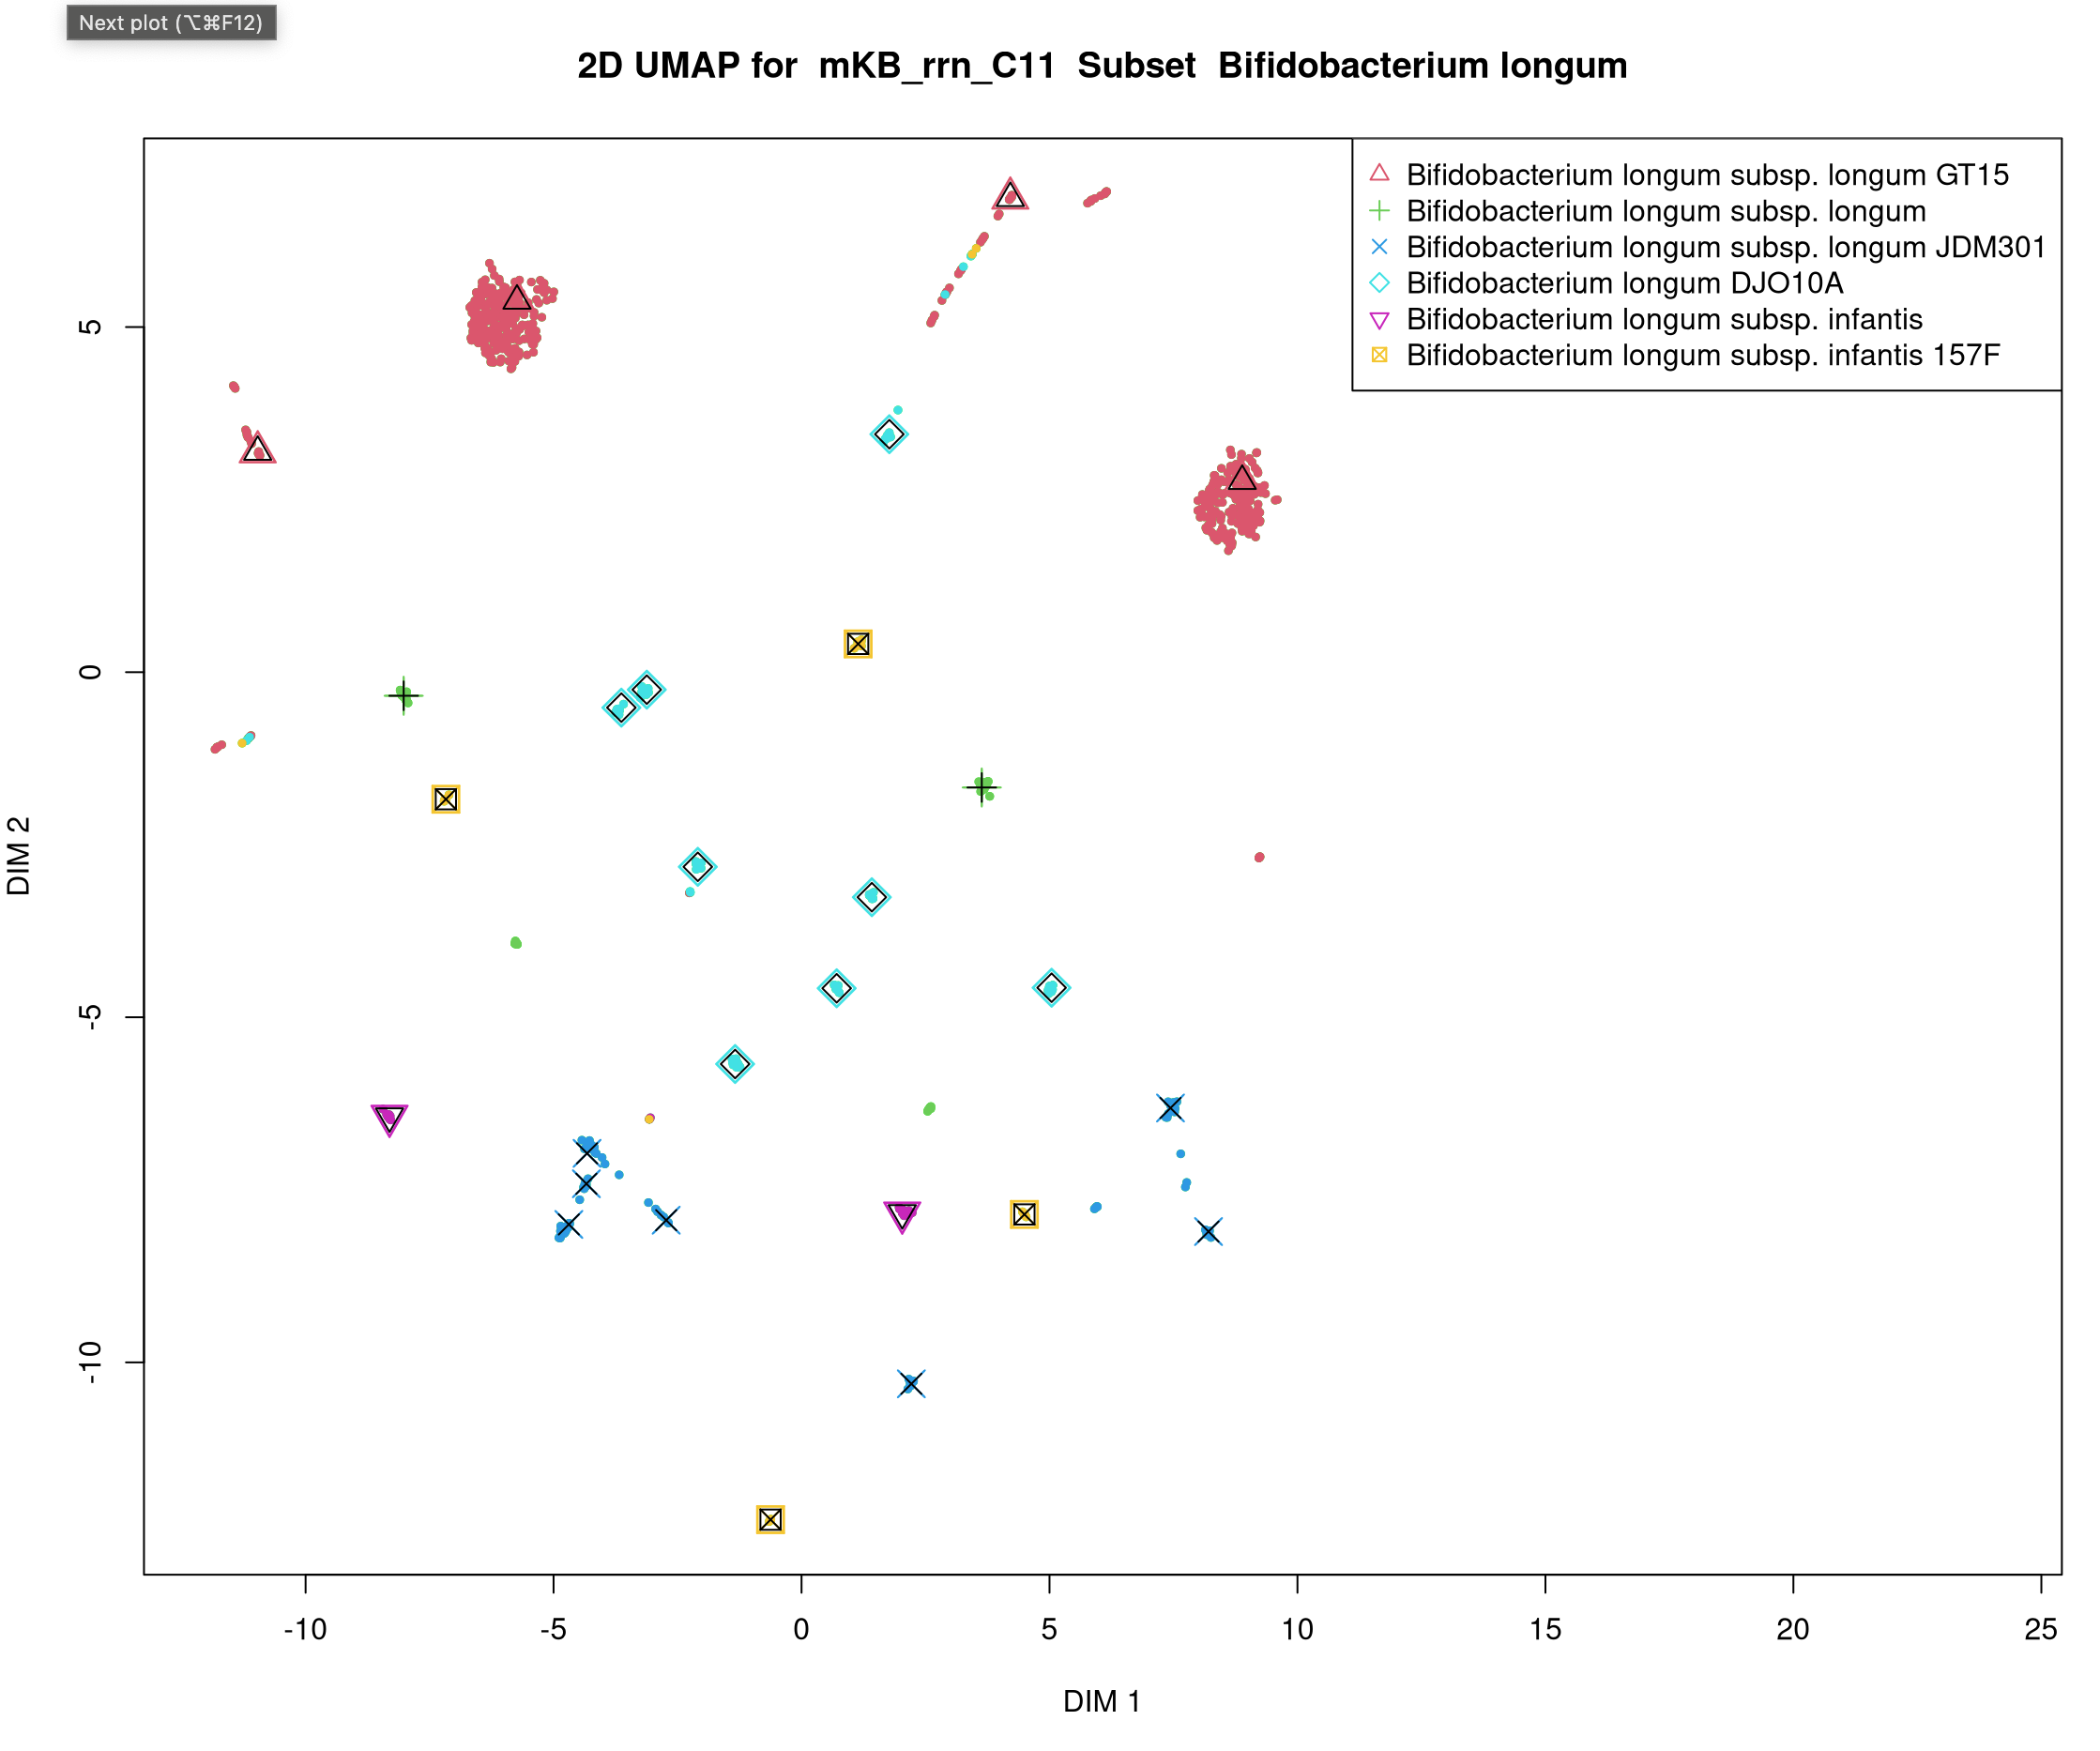 Next plot (⌥⌘F12)
2D UMAP for mKB_rrn_C11 Subset Bifidobacterium longum
Bifidobacterium longum subsp. longum GT15
Bifidobacterium longum subsp. longum
Bifidobacterium longum subsp. longum JDM301
Bifidobacterium longum DJO10A
Bifidobacterium longum subsp. infantis
Bifidobacterium longum subsp. infantis 157F
5
0
-5
-10
DIM 2
-10 -5 0 5 10 15 20 25
DIM 1